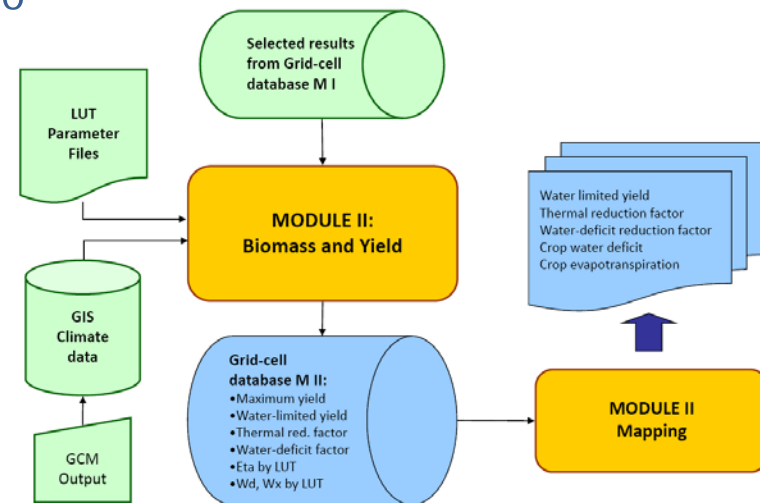 Selected results
from Grid-cell
database M I
LUT
Parameter
Files
MODULE II:
Biomass and Yield
Water limited yield
Thermal reduction factor
Water-deficit reduction factor
Crop water deficit
Crop evapotranspiration
GIS
Climate
data
Grid-cell
database M II:
•Maximum yield
•Water-limited yield
•Thermal red. factor
•Water-deficit factor
•Eta by LUT
•Wd, Wx by LUT
MODULE II
Mapping
GCM
Output